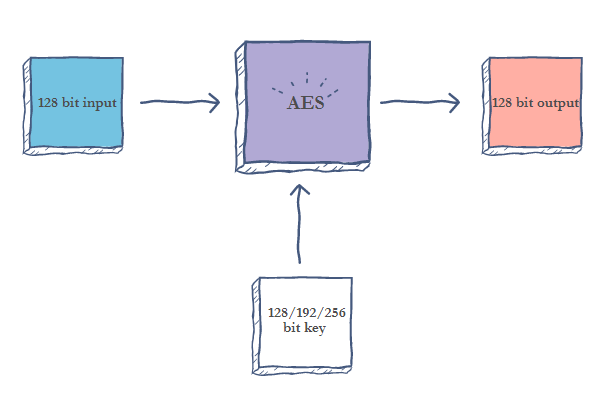 128 bit input
AES
128 bit output
128/192/256
bit key